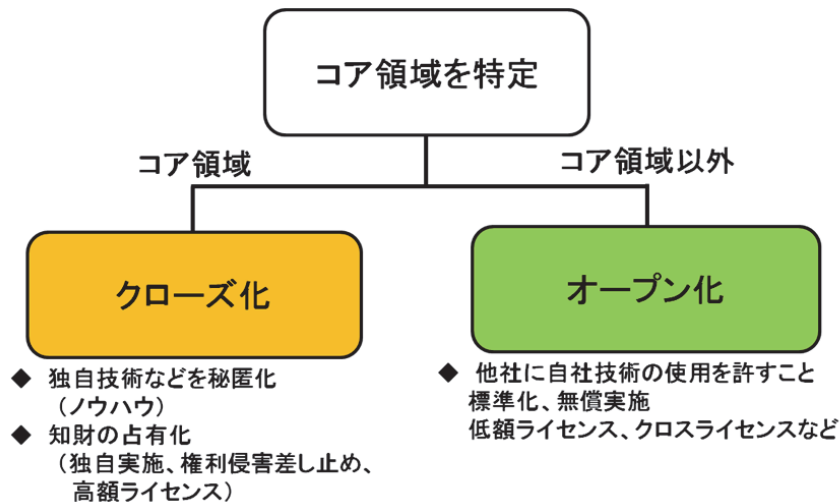 コア領域を特定
コア領域
コア領域以外
クローズ化
オープン化
◆ 独自技術などを秘匿化
（ノウハウ）
◆ 知財の占有化
（独自実施、権利侵害差し止め、
高額ライセンス）
◆ 他社に自社技術の使用を許すこと
標準化、無償実施
低額ライセンス、クロスライセンスなど